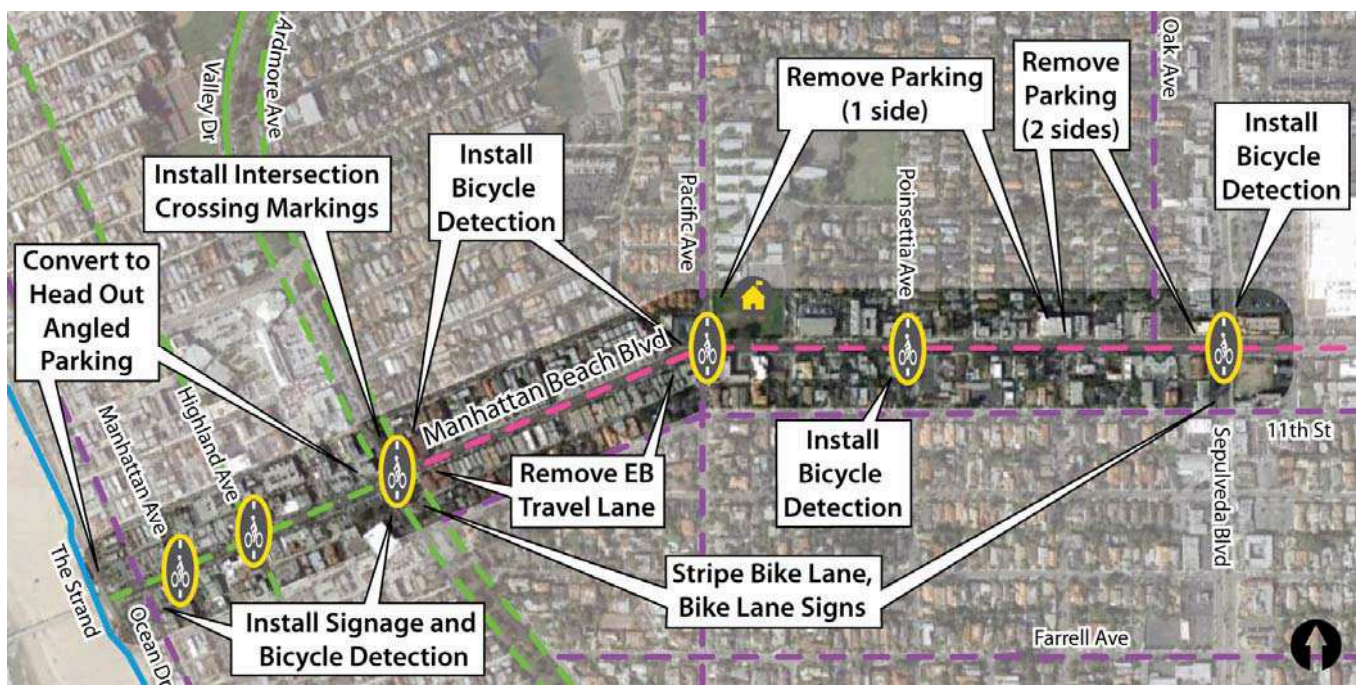 Ardmore Ave
Valley Dr
Oak Ave
Remove Parking
(1 side)
Remove
Parking
(2 sides)
Install
Bicycle
Detection
Install
Bicycle
Detection
Pacific Ave
Poinsettia Ave
Install Intersection
Crossing Markings
Convert to
Head Out
Angled
Parking
Manhattan Beach Blvd
Highland Ave
Manhattan Ave
Remove EB
Travel Lane
Install
Bicycle
Detection
Sepulveda Blvd
11th St
The Strand
Ocean Dr
Install Signage and
Bicycle Detection
Stripe Bike Lane,
Bike Lane Signs
Farrell Ave